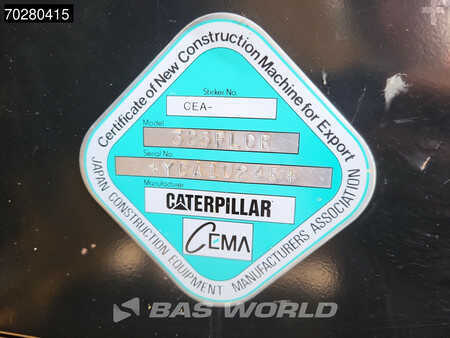 70280415
Certificate of New Construction Machine for Export
Sticker No.
CEA-
Model
Serial No.
Manufacturer
CATERPILLAR
CEMA
JAPAN CONSTRUCTION EQUIPMENT MANUFACTURERS ASSOCIATION
BAS WORLD